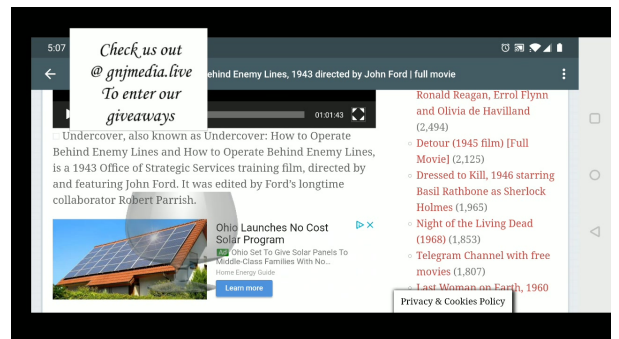 5:07
Check us out
@ gnjmedia.live
To enter our
giveaways
ehind Enemy Lines, 1943 directed by John Ford | full movie
01:01:43
Undercover, also known as Undercover: How to Operate
Behind Enemy Lines and How to Operate Behind Enemy Lines,
is a 1943 Office of Strategic Services training film, directed by
and featuring John Ford. It was edited by Ford's longtime
collaborator Robert Parrish.
Ohio Launches No Cost
Solar Program
AD Ohio Set To Give Solar Panels To
Middle-Class Families With No...
Home Energy Guide
Learn more
Ronald Reagan, Errol Flynn
and Olivia de Havilland
(2,494)
Detour (1945 film) [Full
Movie] (2,125)
Dressed to Kill, 1946 starring
Basil Rathbone as Sherlock
Holmes (1,965)
Night of the Living Dead
(1968) (1,853)
Telegram Channel with free
movies (1,807)
Last Woman on Earth, 1960
Privacy & Cookies Policy